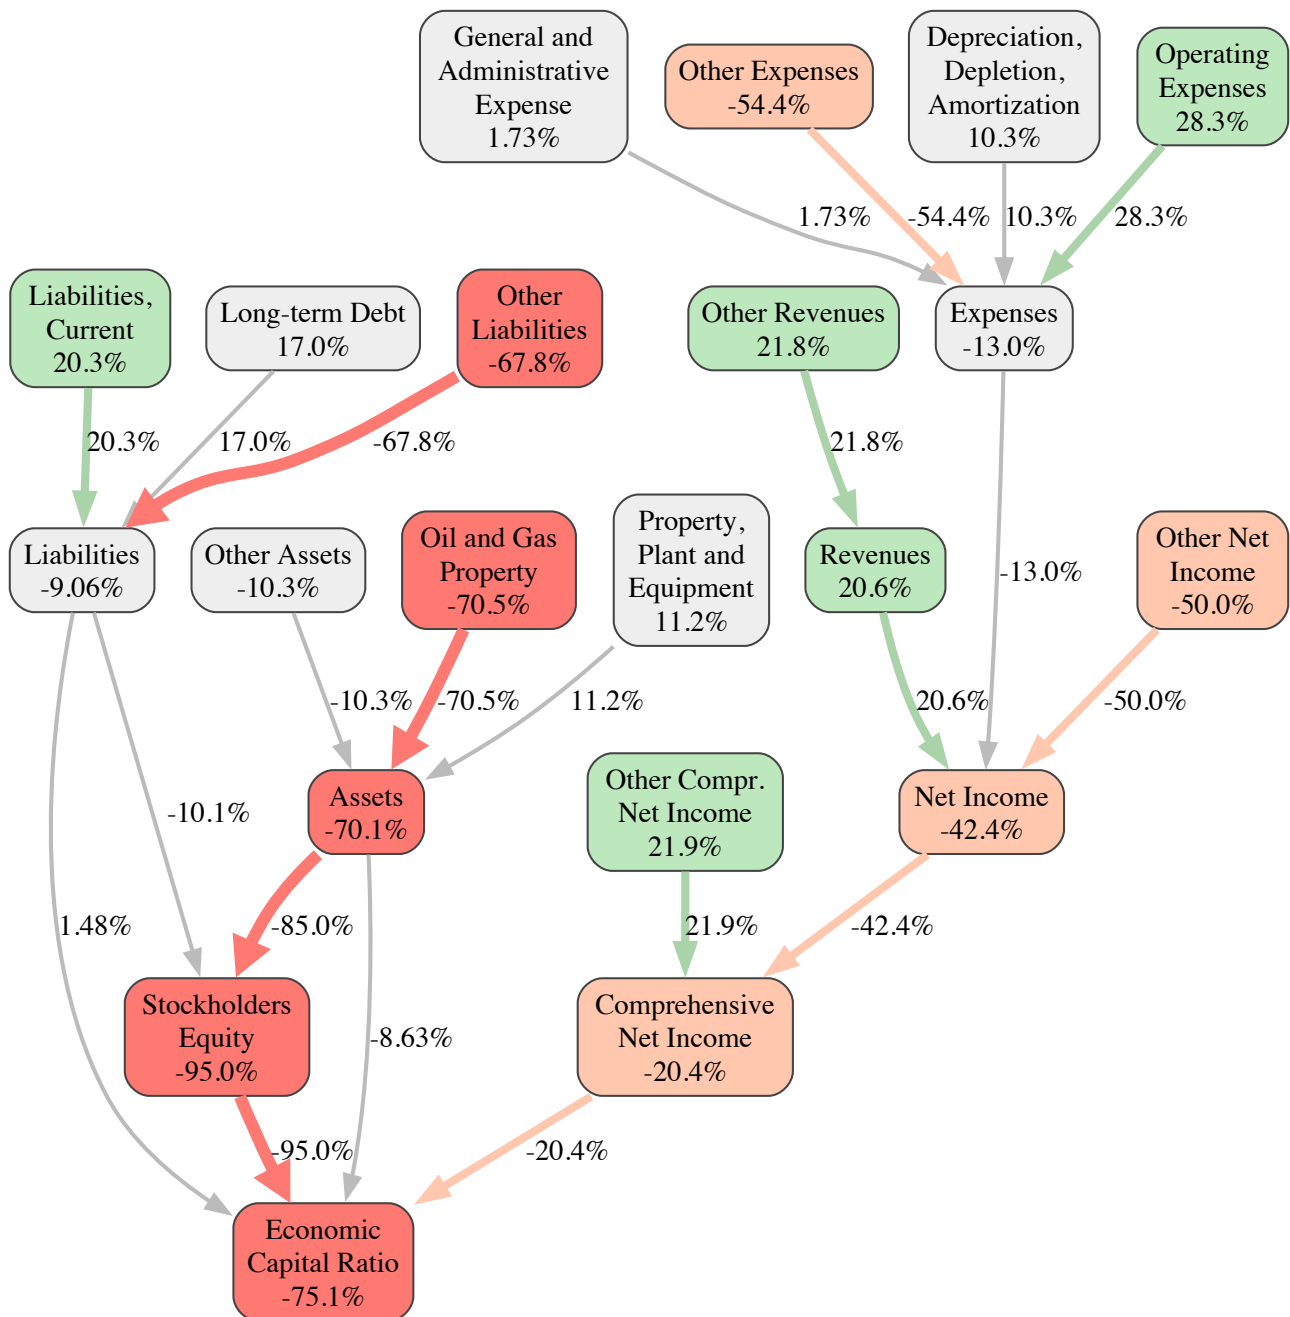 General and
Administrative
Expense
1.73%
Other Expenses
-54.4%
Depreciation,
Depletion,
Amortization
10.3%
Operating
Expenses
28.3%
1.73%
-54.4%
10.3%
28.3%
Liabilities,
Current
20.3%
Long-term Debt
17.0%
Other
Liabilities
-67.8%
Other Revenues
21.8%
Expenses
-13.0%
20.3%
17.0%
-67.8%
21.8%
Liabilities
-9.06%
Other Assets
-10.3%
Oil and Gas
Property
-70.5%
Property,
Plant and
Equipment
11.2%
Revenues
20.6%
-13.0%
Other Net
Income
-50.0%
-10.3%
-70.5%
11.2%
20.6%
-50.0%
-10.1%
Assets
-70.1%
Other Compr.
Net Income
21.9%
Net Income
-42.4%
1.48%
-85.0%
21.9%
-42.4%
Stockholders
Equity
-95.0%
-8.63%
Comprehensive
Net Income
-20.4%
-95.0%
-20.4%
Economic
Capital Ratio
-75.1%